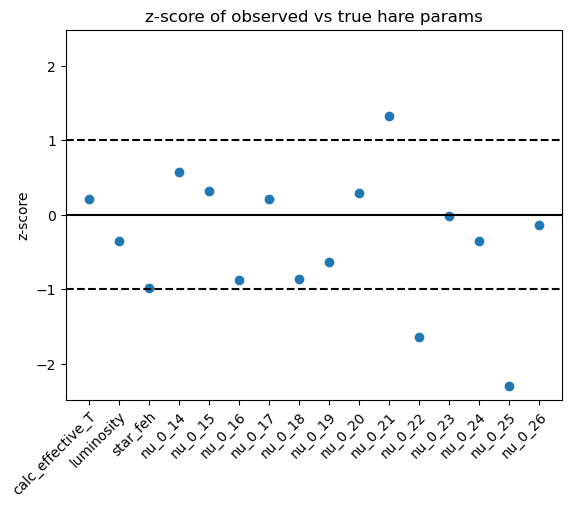 z-score of observed vs true hare params
z-score
2
1
0
−1
−2
calc_effective_T
luminosity
star_feh
nu_0_14
nu_0_15
nu_0_16
nu_0_17
nu_0_18
nu_0_19
nu_0_20
nu_0_21
nu_0_22
nu_0_23
nu_0_24
nu_0_25
nu_0_26